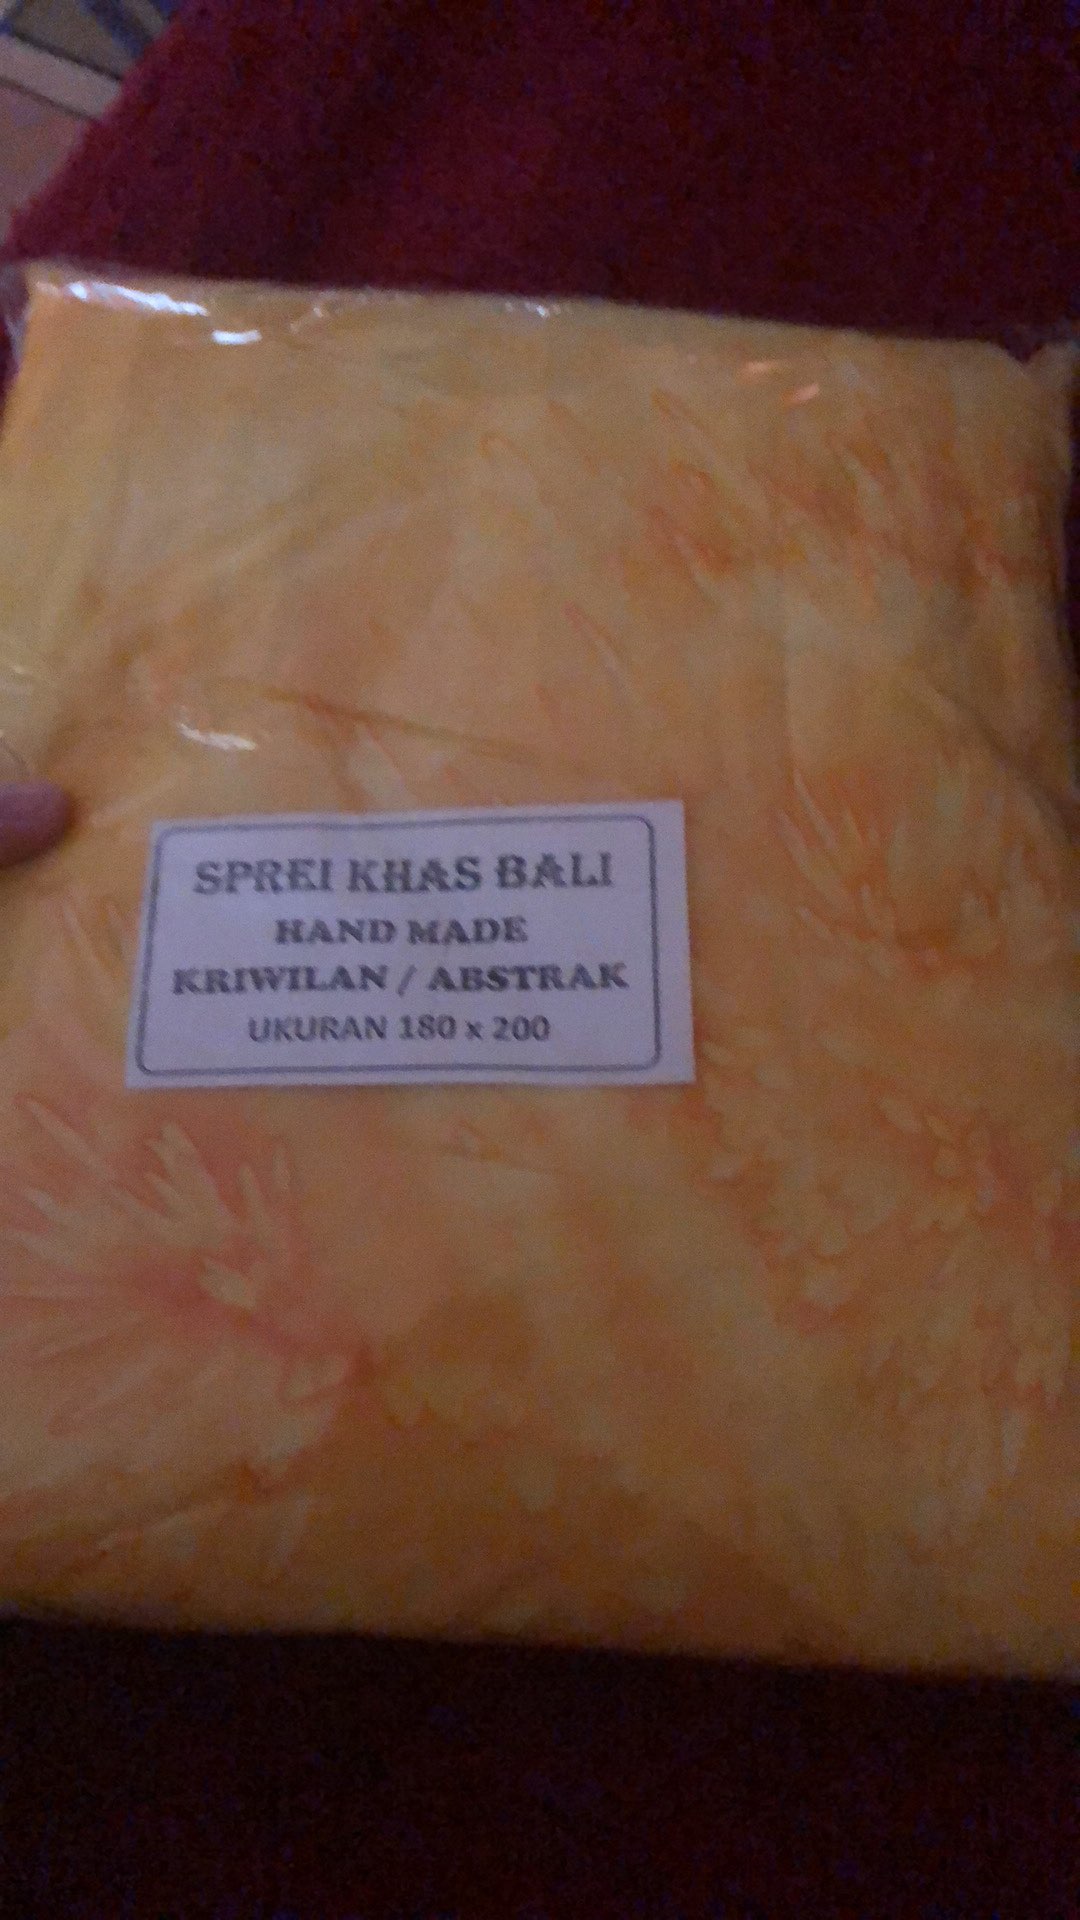 SPREI KHAS BALI
HAND MADE
KRIWILAN / ABSTRAK
UKURAN 180 x 200